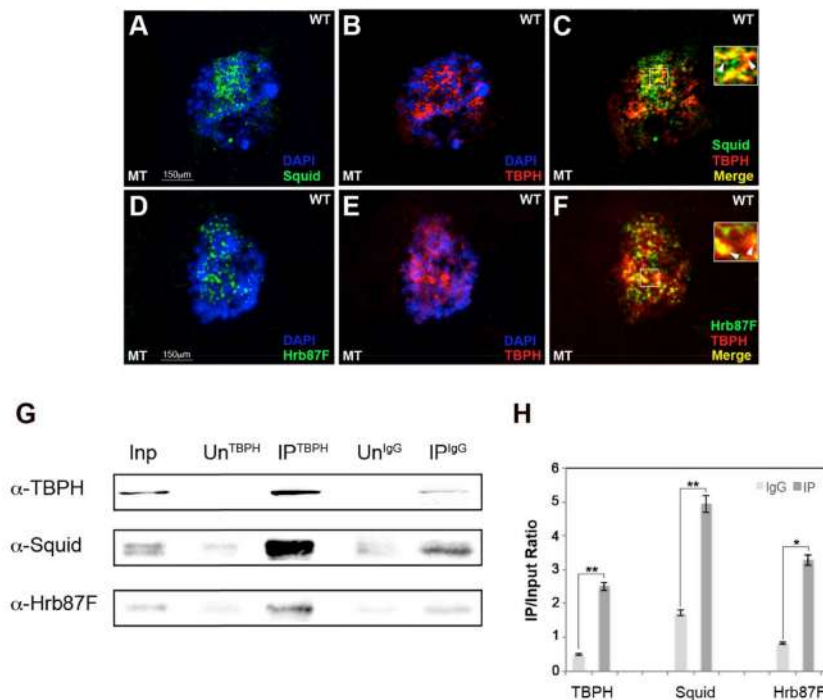 A WT
DAPI
MT 150µm Squid
B WT
DAPI
MT TBPH
C WT
Squid
TBPH
MT Merge
D WT
DAPI
MT 150µm Hrb87F
E WT
DAPI
MT TBPH
F WT
Hrb87F
TBPH
MT Merge
G
Inp Un^TBPH IP^TBPH Un^IgG IP^IgG
α-TBPH
α-Squid
α-Hrb87F
H
IgG IP
IP/Input Ratio
6
5
4
3
2
1
0
** ** *
TBPH Squid Hrb87F